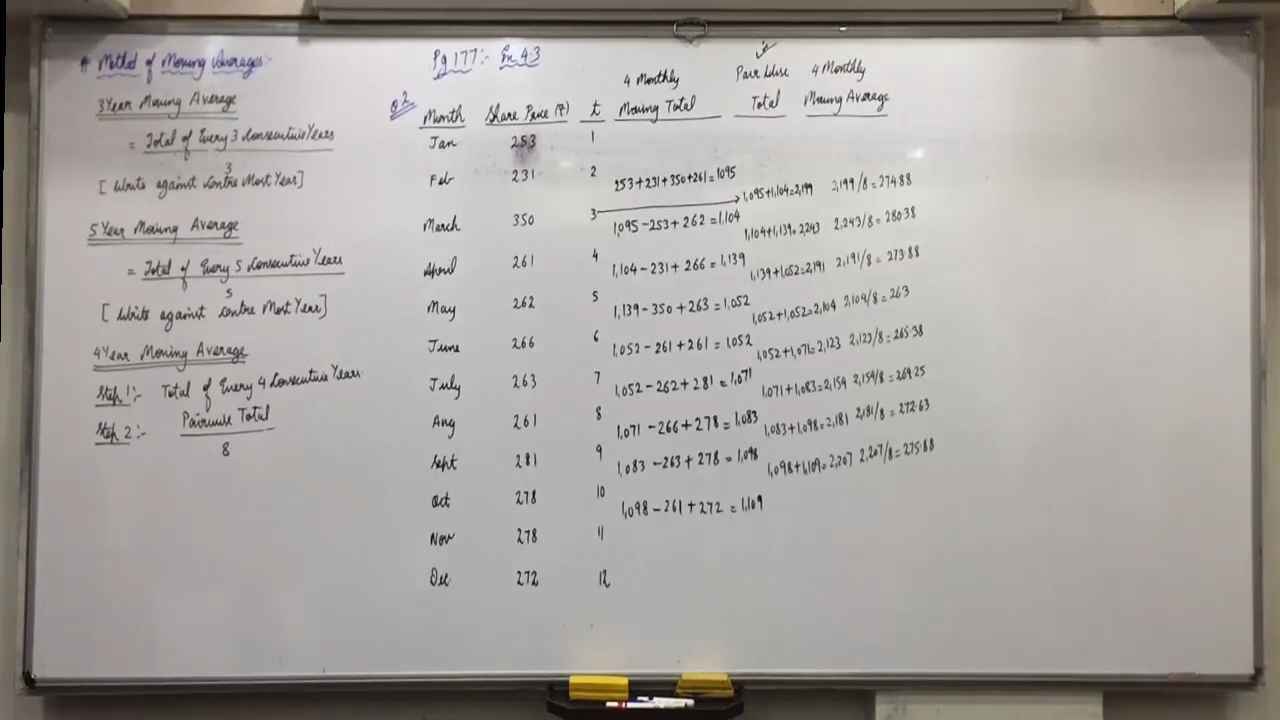 # Method of Moving Averages:-
3 Year Moving Average
= Total of Every 3 Consecutive Years
3
[ Write against Centre Most Year]
5 Year Moving Average
= Total of Every 5 Consecutive Years
5
[ Write against Centre Most Year]
4 Year Moving Average
Step 1:- Total of Every 4 Consecutive Years
Step 2:- Pairwise Total
8
Pg 177:- Ex 4.3
Q2 Month Share Price (₹) t 4 Monthly Moving Total Pair Wise Total 4 Monthly Moving Average
Jan 253 1
Feb 231 2 253+231+350+261=1095
March 350 3 1,095+1,104=2,199 2,199/8=274.88
1,095-253+262=1,104 1,104+1,139=2,243 2,243/8=280.38
April 261 4 1,104-231+266=1,139 1,139+1,052=2,191 2,191/8=273.88
May 262 5 1,139-350+263=1,052 1,052+1,052=2,104 2,104/8=263
June 266 6 1,052-261+261=1,052 1,052+1,071=2,123 2,123/8=265.38
July 263 7 1,052-262+281=1,071 1,071+1,083=2,154 2,154/8=269.25
Aug 261 8 1,071-266+278=1,083 1,083+1,098=2,181 2,181/8=272.63
Sept 281 9 1,083-263+278=1,098 1,098+1,109=2,207 2,207/8=275.88
Oct 278 10 1,098-261+272=1,109
Nov 278 11
Dec 272 12